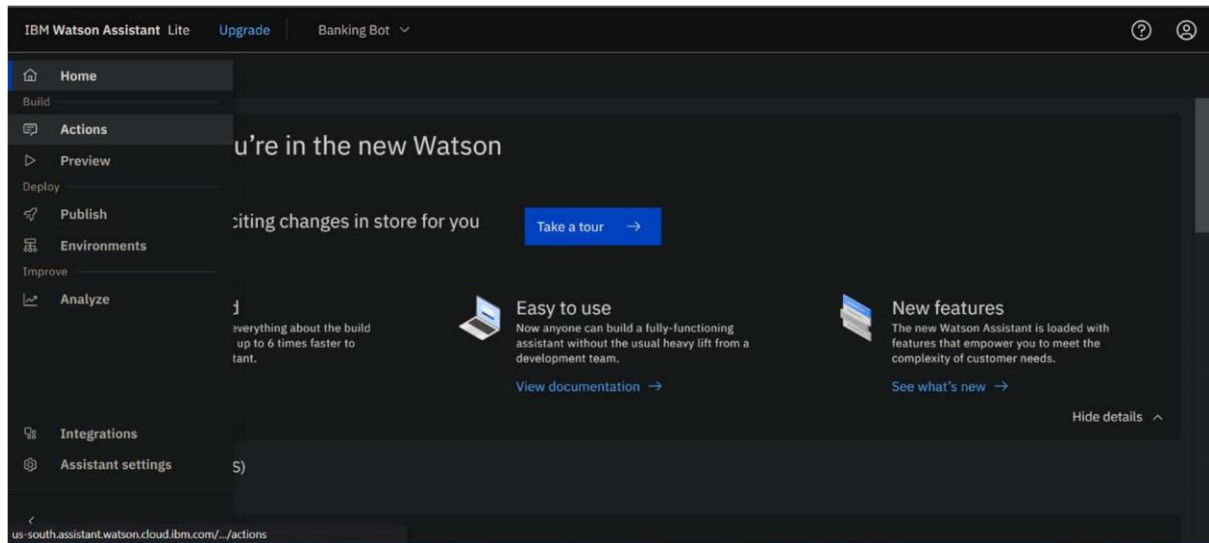 IBM Watson Assistant Lite Upgrade Banking Bot
Home
Build
Actions
Preview
Deploy
Publish
Environments
Improve
Analyze
Integrations
Assistant settings
u're in the new Watson
citing changes in store for you
Take a tour
d
everything about the build
up to 6 times faster to
tant.
Easy to use
Now anyone can build a fully-functioning
assistant without the usual heavy lift from a
development team.
View documentation
New features
The new Watson Assistant is loaded with
features that empower you to meet the
complexity of customer needs.
See what's new
Hide details
S)
us-south.assistant.watson.cloud.ibm.com/.../actions